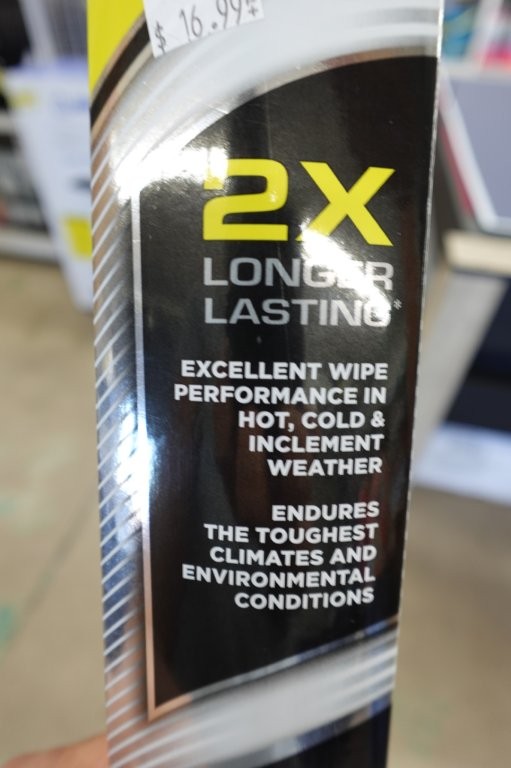 $ 16.99
2X
LONGER
LASTING*
EXCELLENT WIPE
PERFORMANCE IN
HOT, COLD &
INCLEMENT
WEATHER
ENDURES
THE TOUGHEST
CLIMATES AND
ENVIRONMENTAL
CONDITIONS